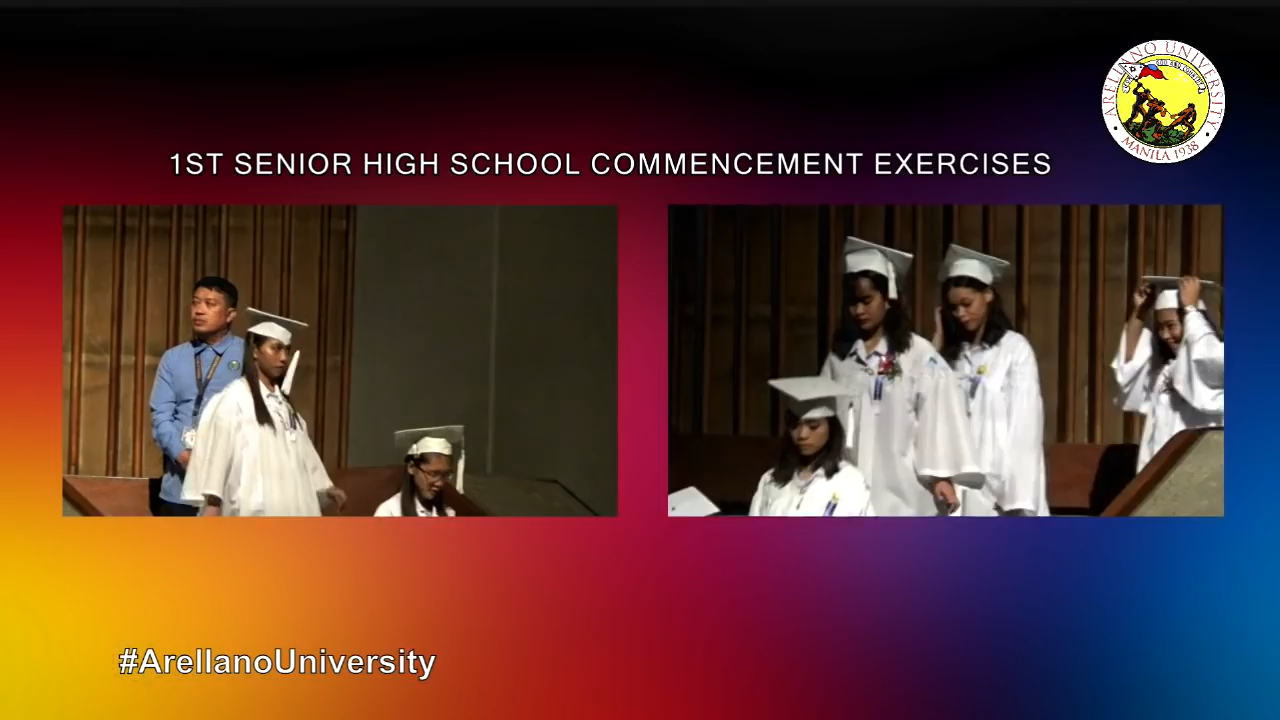 ARELLANO UNIVERSITY
MANILA 1938
1ST SENIOR HIGH SCHOOL COMMENCEMENT EXERCISES
#ArellanoUniversity